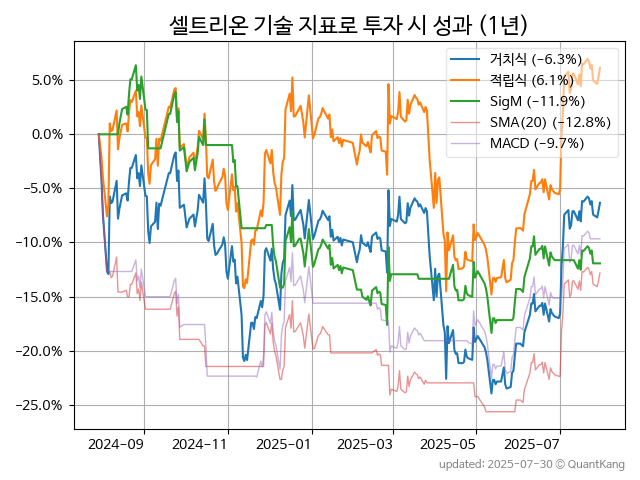 셀트리온 기술 지표로 투자 시 성과 (1년)
거치식 (−6.3%)
적립식 (6.1%)
SigM (−11.9%)
SMA(20) (−12.8%)
MACD (−9.7%)
5.0%
0.0%
−5.0%
−10.0%
−15.0%
−20.0%
−25.0%
2024−09 2024−11 2025−01 2025−03 2025−05 2025−07
updated: 2025-07-30 © QuantKang